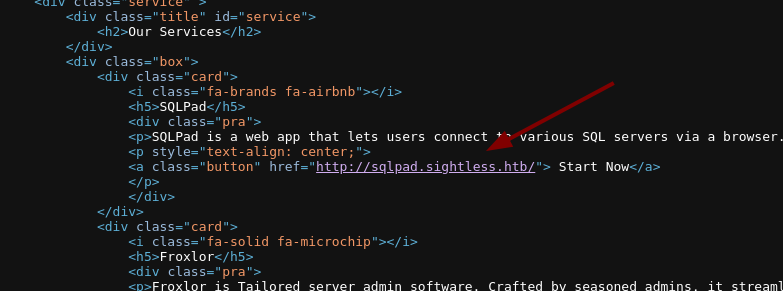 <div class="service">
<div class="title" id="service">
<h2>Our Services</h2>
</div>
<div class="box">
<div class="card">
<i class="fa-brands fa-airbnb"></i>
<h5>SQLPad</h5>
<div class="pra">
<p>SQLPad is a web app that lets users connect to various SQL servers via a browser.
<p style="text-align: center;">
<a class="button" href="http://sqlpad.sightless.htb/"> Start Now</a>
</p>
</div>
</div>
<div class="card">
<i class="fa-solid fa-microchip"></i>
<h5>Froxlor</h5>
<div class="pra">
<p>Froxlor is Tailored server admin software. Crafted by seasoned admins, it